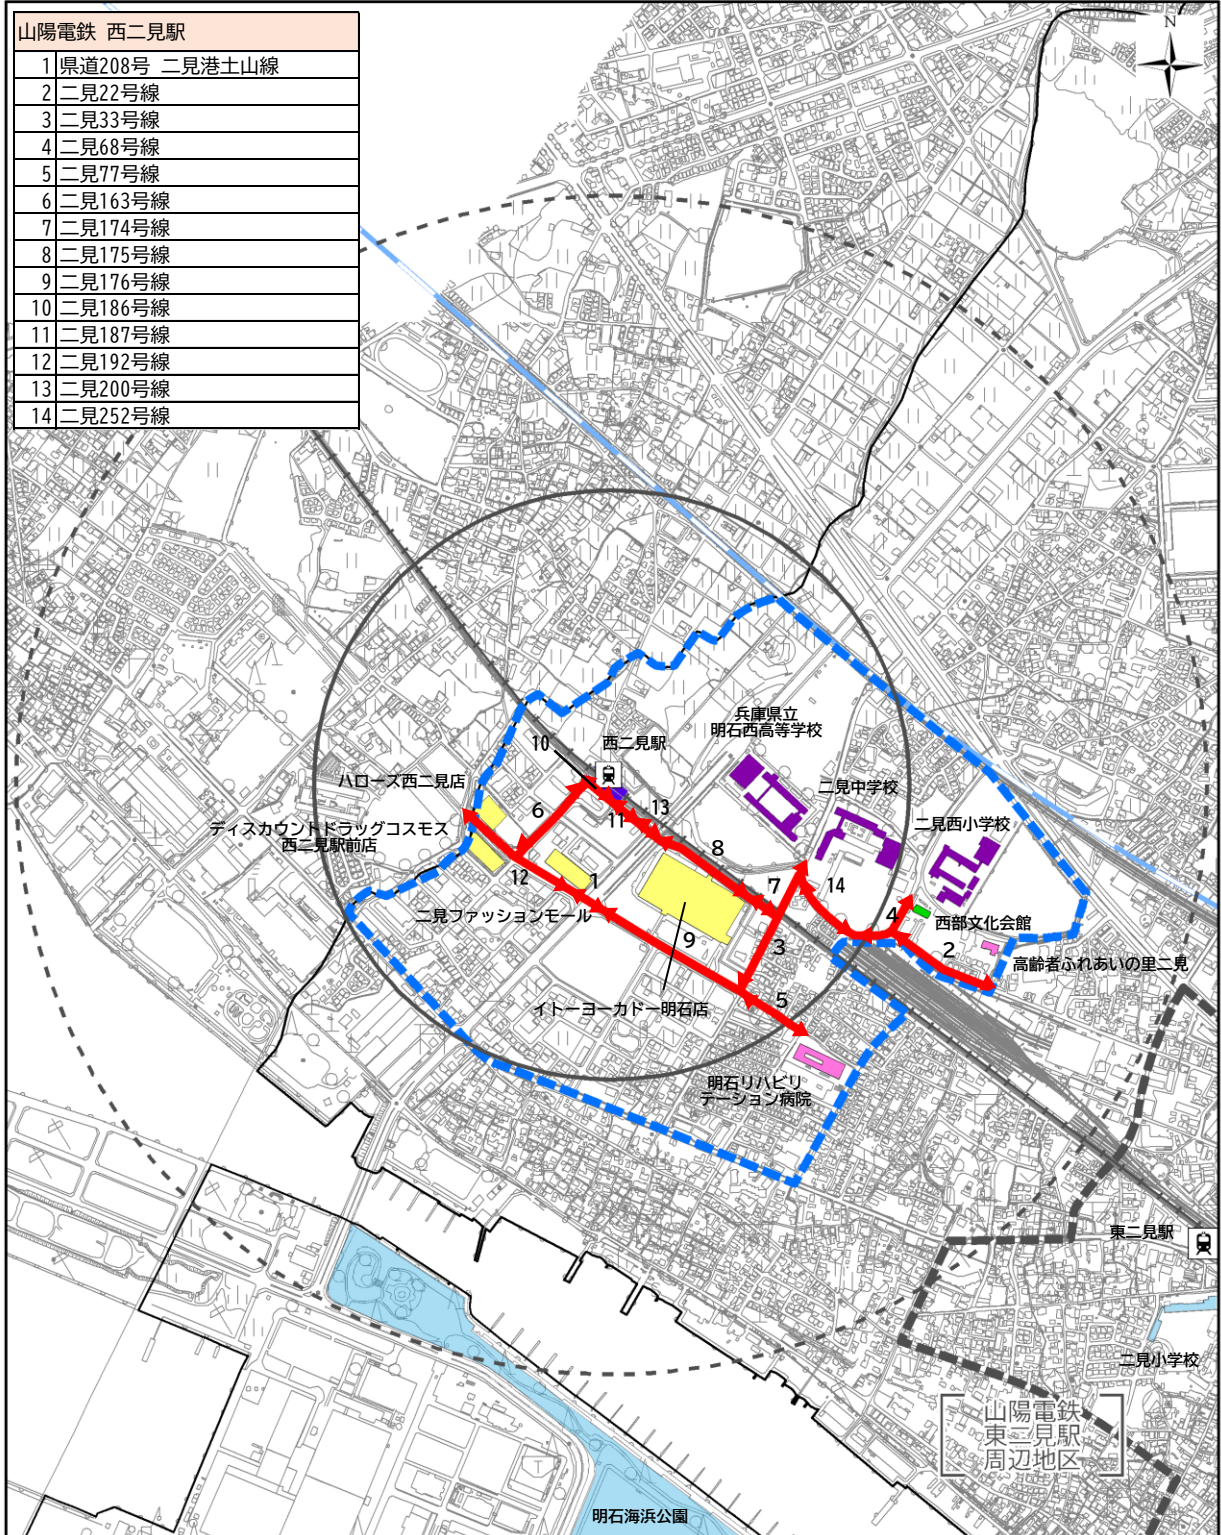 山陽電鉄 西二見駅
1 県道208号 二見港土山線
2 二見22号線
3 二見33号線
4 二見68号線
5 二見77号線
6 二見163号線
7 二見174号線
8 二見175号線
9 二見176号線
10 二見186号線
11 二見187号線
12 二見192号線
13 二見200号線
14 二見252号線
N
兵庫県立
明石西高等学校
西二見駅
10
ハローズ西二見店
二見中学校
6
13
11
二見西小学校
ディスカウントドラッグコスモス
西二見駅前店
8
12
1
7
14
二見ファッションモール
4
西部文化会館
9
3
2
高齢者ふれあいの里二見
イトーヨーカドー明石店
5
明石リハビリ
テーション病院
東二見駅
二見小学校
山陽電鉄
東二見駅
周辺地区
明石海浜公園